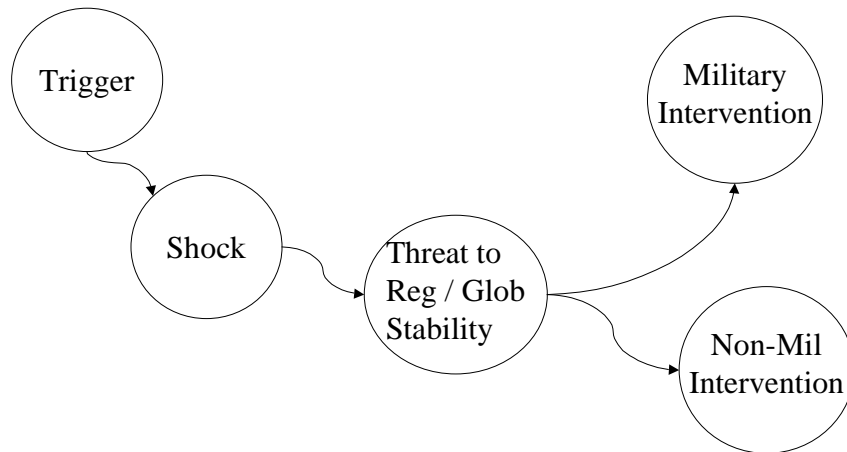 Trigger
Shock
Threat to
Reg / Glob
Stability
Military
Intervention
Non-Mil
Intervention